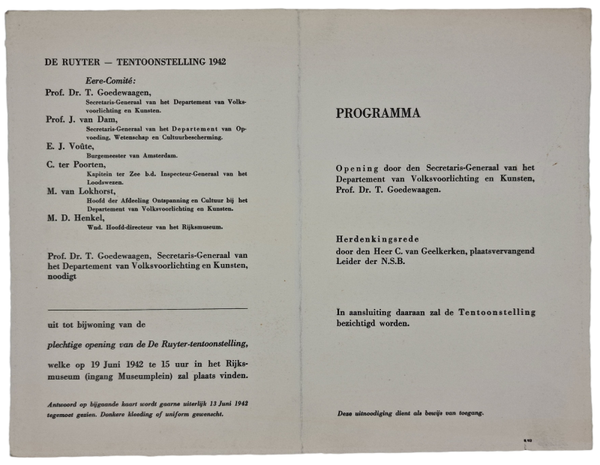 DE RUYTER — TENTOONSTELLING 1942
Eere-Comité:
Prof. Dr. T. Goedewaagen,
Secretaris-Generaal van het Departement van Volks-
voorlichting en Kunsten.
Prof. J. van Dam,
Secretaris-Generaal van het Departement van Op-
voeding, Wetenschap en Cultuurbescherming.
E. J. Voûte,
Burgemeester van Amsterdam.
C. ter Poorten,
Kapitein ter Zee b.d. Inspecteur-Generaal van het
Loodswezen.
M. van Lokhorst,
Hoofd der Afdeeling Ontspanning en Cultuur bij het
Departement van Volksvoorlichting en Kunsten.
M. D. Henkel,
Wnd. Hoofd-directeur van het Rijksmuseum.
Prof. Dr. T. Goedewaagen, Secretaris-Generaal van
het Departement van Volksvoorlichting en Kunsten,
noodigt
uit tot bijwoning van de
plechtige opening van de De Ruyter-tentoonstelling,
welke op 19 Juni 1942 te 15 uur in het Rijks-
museum (ingang Museumplein) zal plaats vinden.
Antwoord op bijgaande kaart wordt gaarne uiterlijk 13 Juni 1942
tegemoet gezien. Donkere kleeding of uniform gewenscht.
PROGRAMMA
Opening door den Secretaris-Generaal van het
Departement van Volksvoorlichting en Kunsten,
Prof. Dr. T. Goedewaagen.
Herdenkingsrede
door den Heer C. van Geelkerken, plaatsvervangend
Leider der N.S.B.
In aansluiting daaraan zal de Tentoonstelling
bezichtigd worden.
Deze uitnoodiging dient als bewijs van toegang.